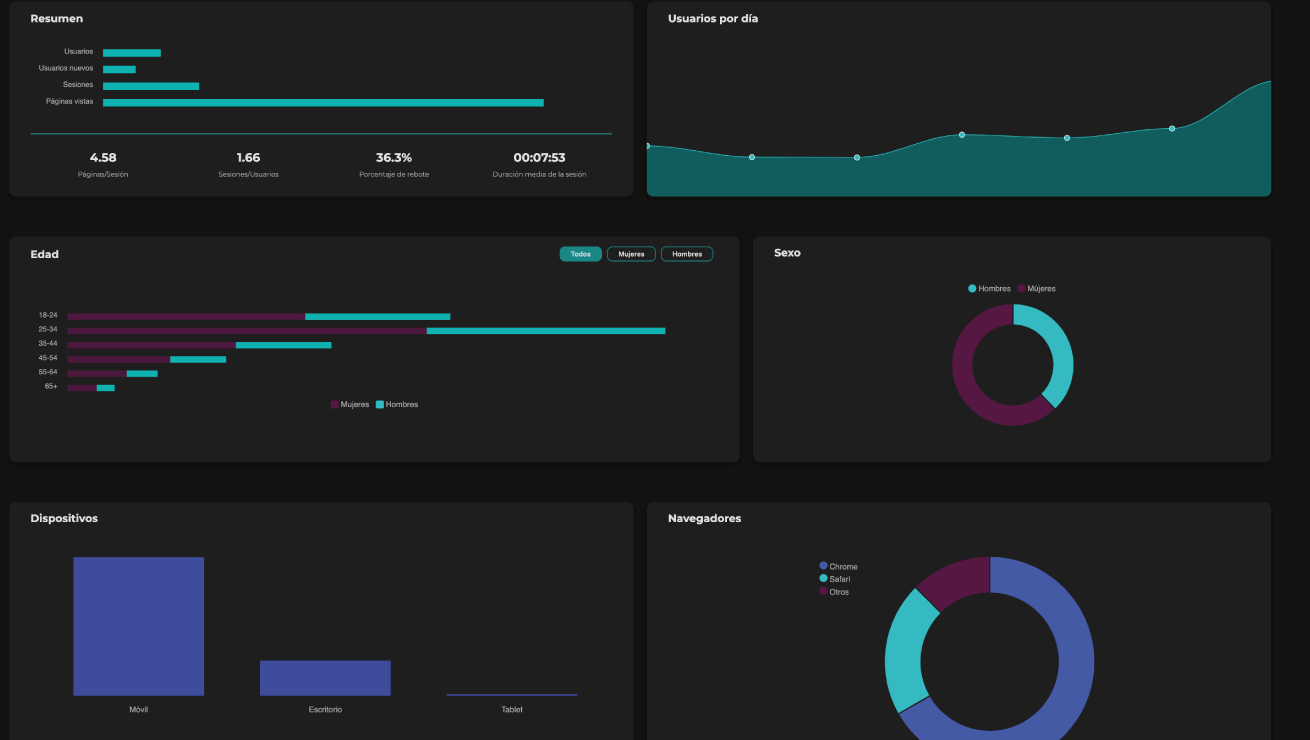 Resumen
Usuarios
Usuarios nuevos
Sesiones
Páginas vistas
4.58
Páginas/Sesión
1.66
Sesiones/Usuarios
36.3%
Porcentaje de rebote
00:07:53
Duración media de la sesión
Usuarios por día
Edad
Todos
Mujeres
Hombres
18-24
25-34
35-44
45-54
55-64
65+
Mujeres
Hombres
Sexo
Hombres
Mújeres
Dispositivos
Móvil
Escritorio
Tablet
Navegadores
Chrome
Safari
Otros